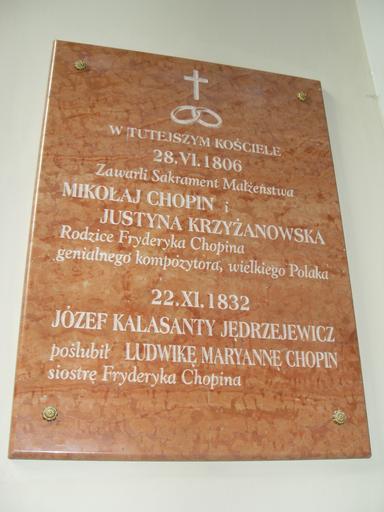 W TUTEJSZYM KOŚCIELE
28.VI.1806
Zawarli Sakrament Małżeństwa
MIKOŁAJ CHOPIN i
JUSTYNA KRZYŻANOWSKA
Rodzice Fryderyka Chopina
genialnego kompozytora, wielkiego Polaka
22.XI.1832
JÓZEF KALASANTY JĘDRZEJEWICZ
poślubił LUDWIKĘ MARYANNĘ CHOPIN
siostrę Fryderyka Chopina